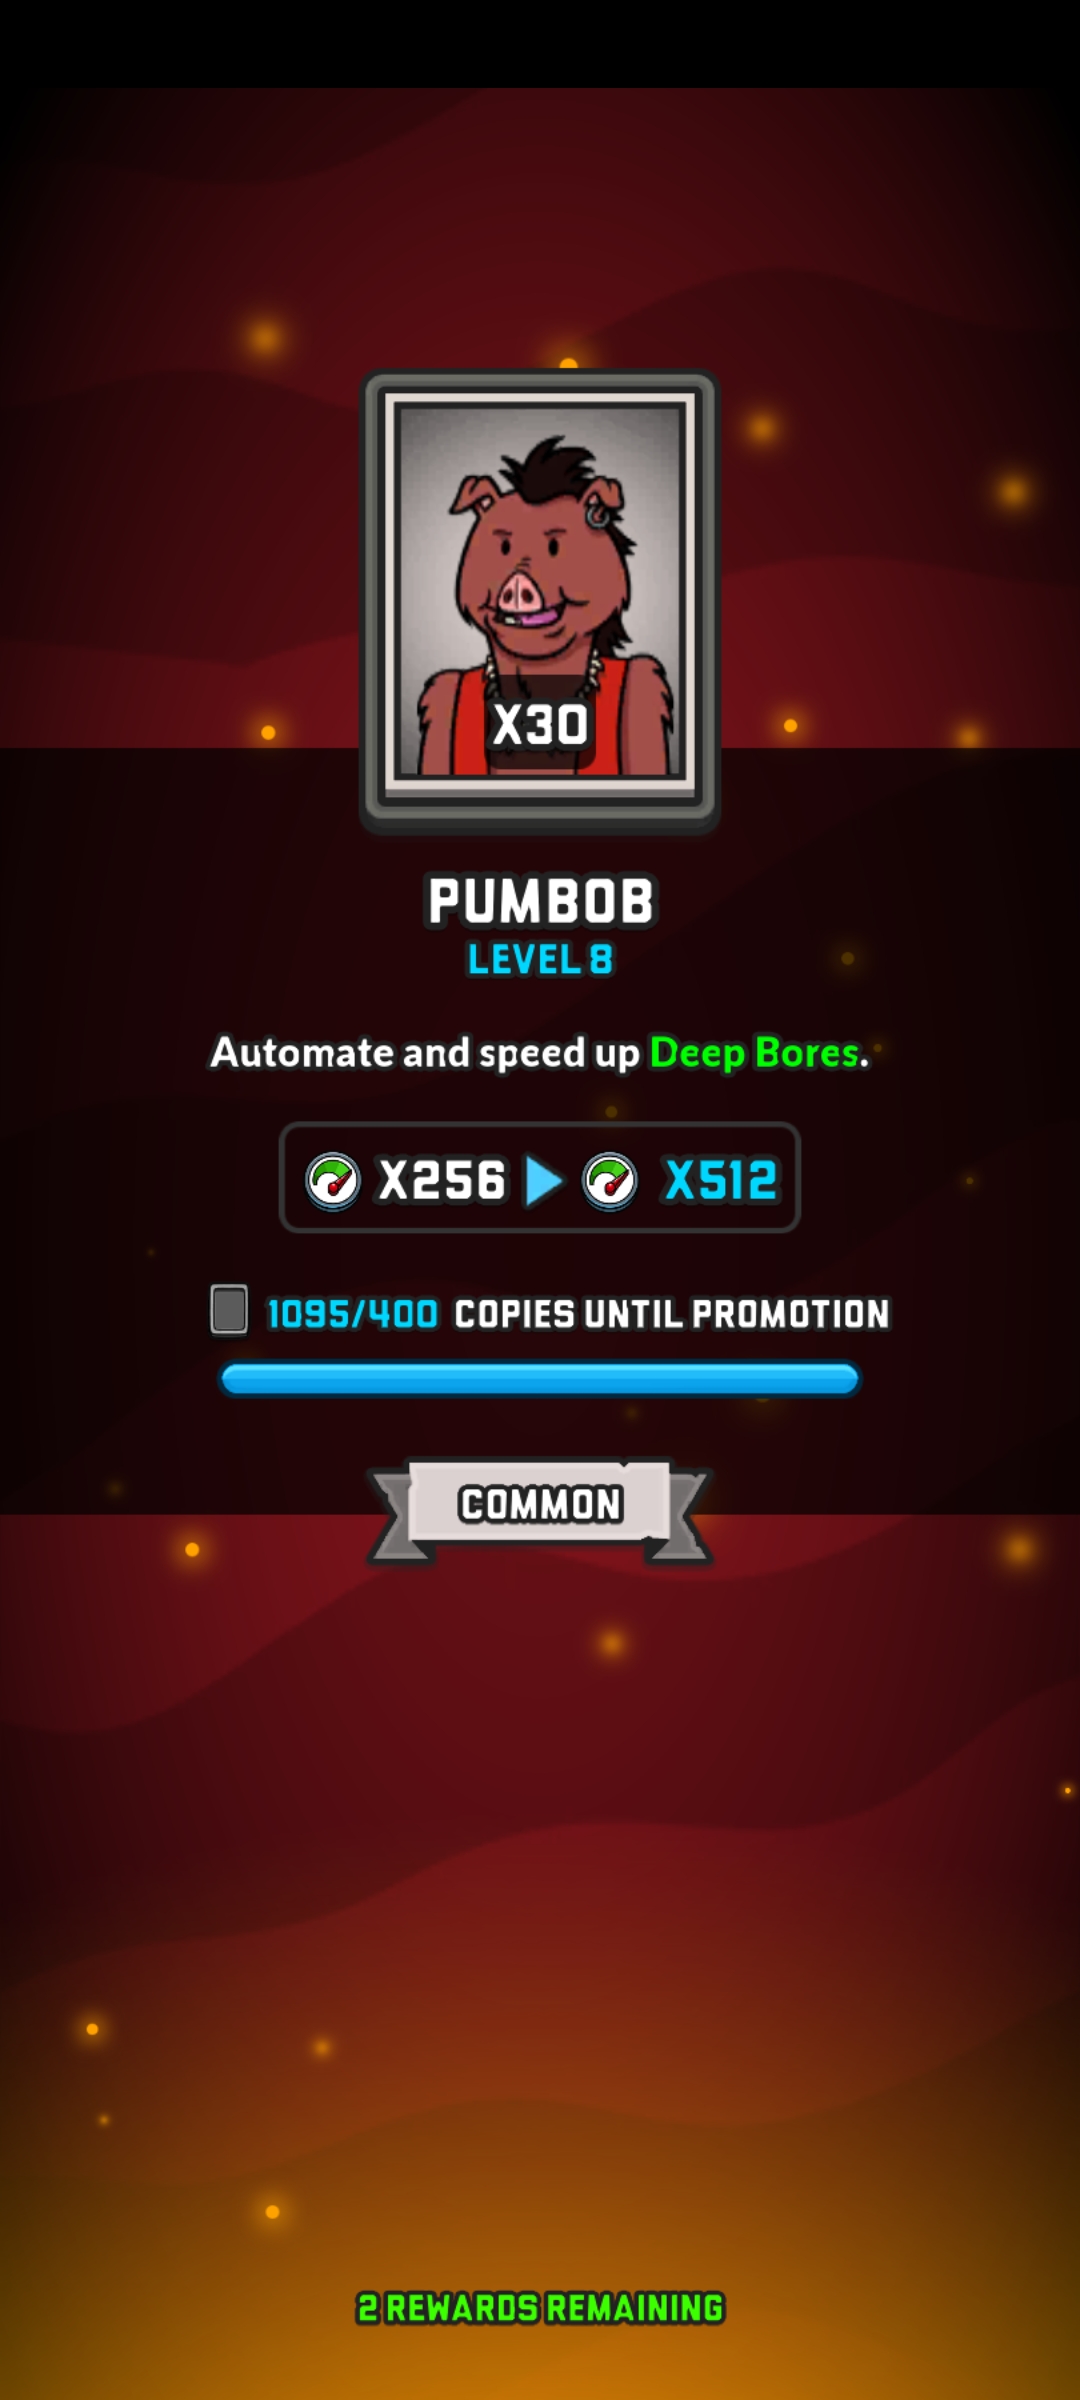 X30
PUMBOB
LEVEL 8
Automate and speed up Deep Bores.
X256 X512
1095/400 COPIES UNTIL PROMOTION
COMMON
2 REWARDS REMAINING